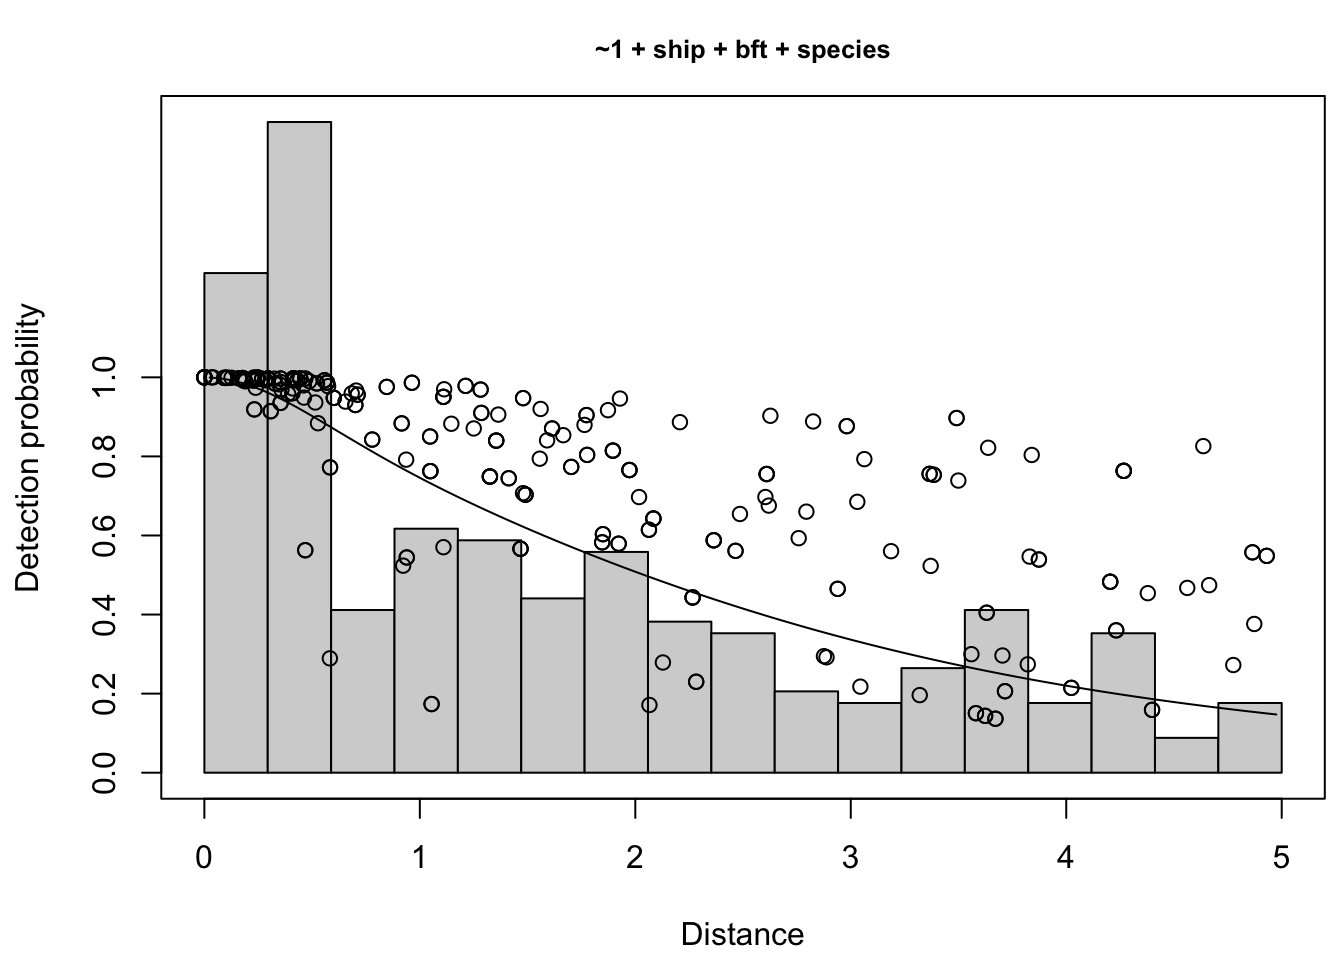 ~1 + ship + bft + species
Detection probability
1.0
0.8
0.6
0.4
0.2
0.0
0 1 2 3 4 5
Distance